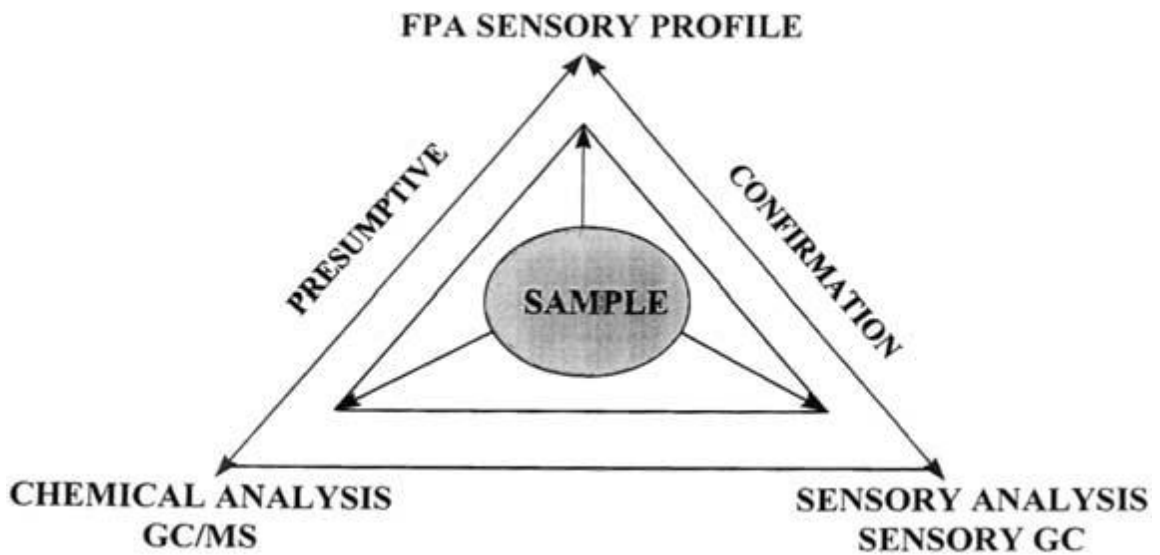 FPA SENSORY PROFILE
PRESUMPTIVE
CONFIRMATION
SAMPLE
CHEMICAL ANALYSIS
GC/MS
SENSORY ANALYSIS
SENSORY GC